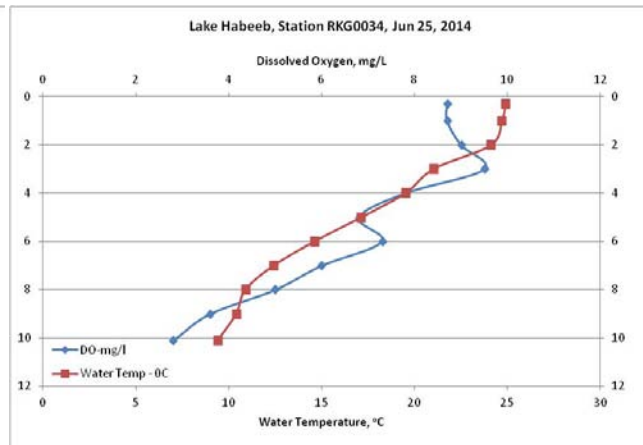 Lake Habeeb, Station RKG0034, Jun 25, 2014
Dissolved Oxygen, mg/L
0 2 4 6 8 10 12
0 0
2 2
4 4
6 6
8 8
10 10
12 12
DO-mg/l
Water Temp - 0C
0 5 10 15 20 25 30
Water Temperature, °C